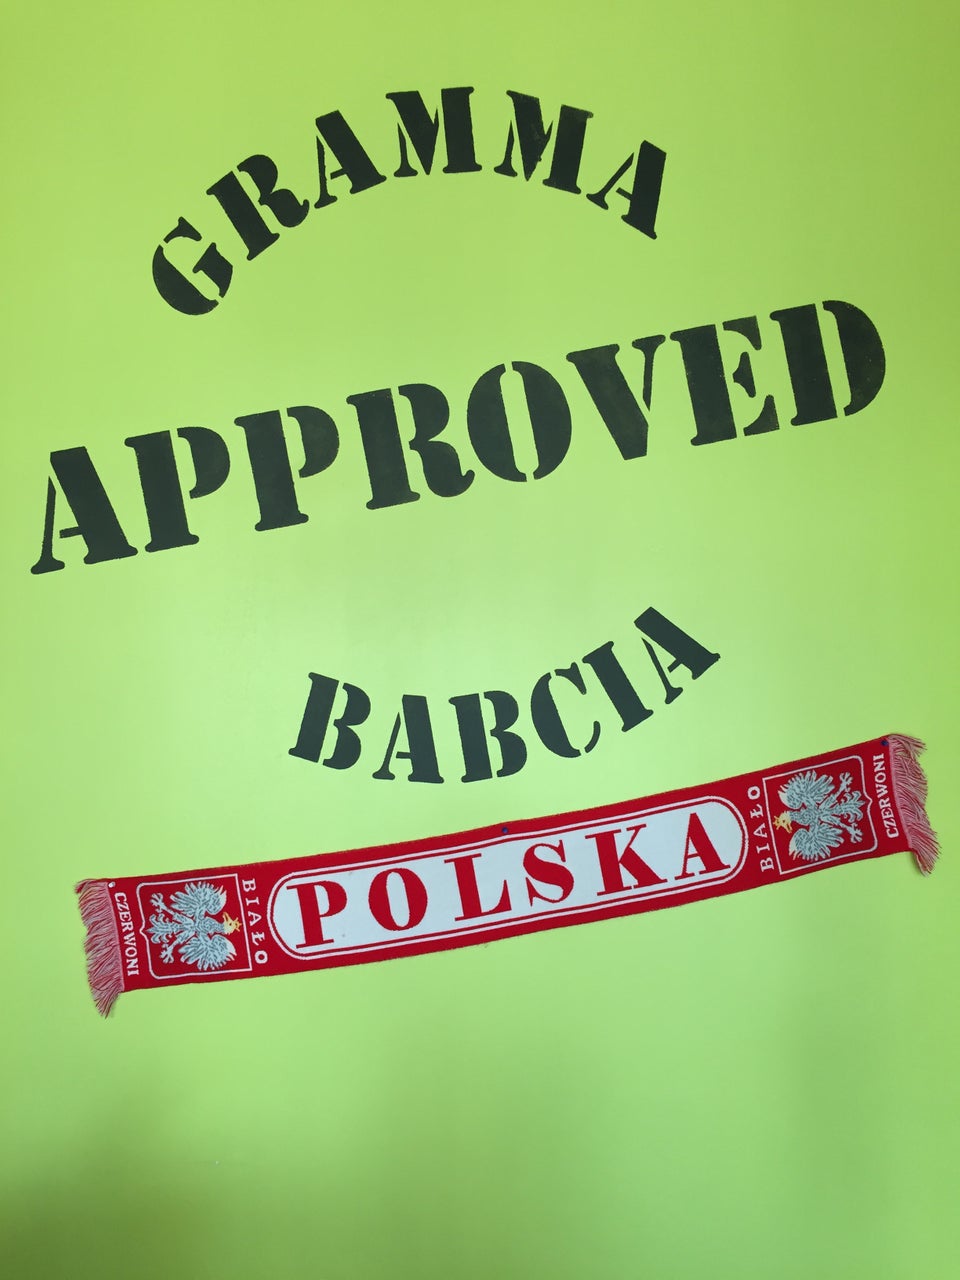 GRAMMA
APPROVED
BABCIA
CZERWONI
BIAŁO
POLSKA
BIAŁO
CZERWONI